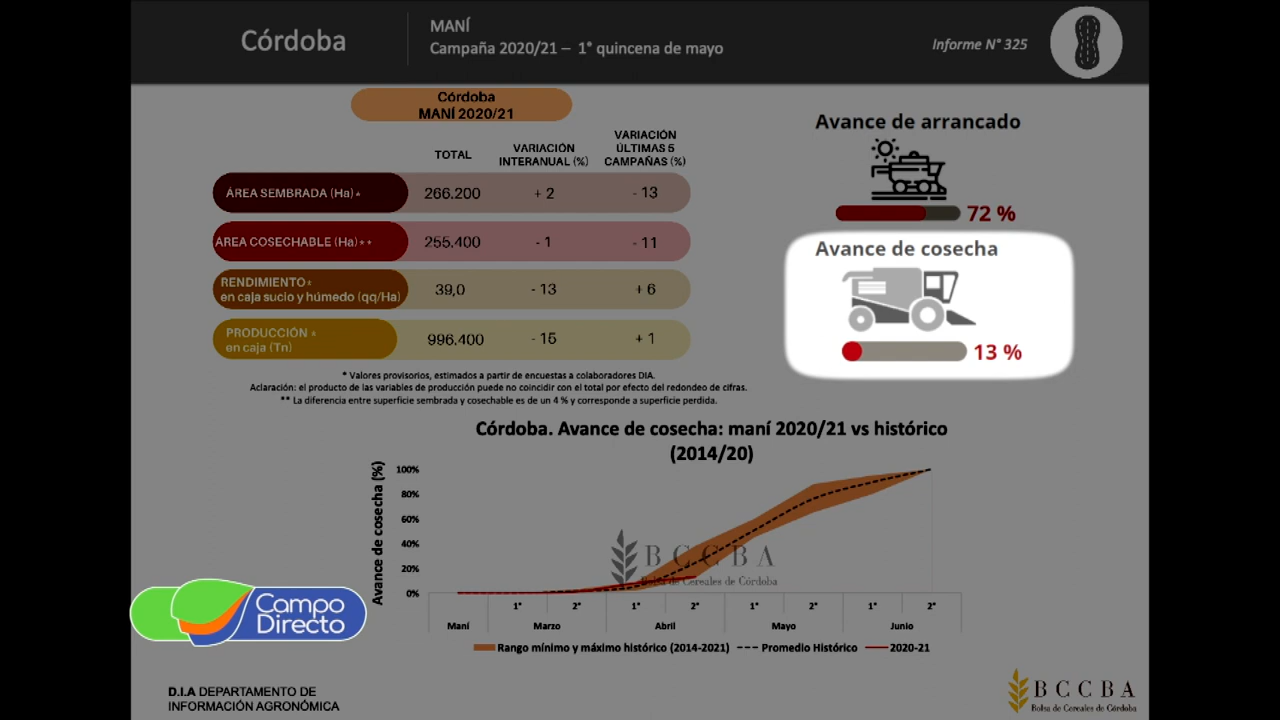 Córdoba
MANÍ
Campaña 2020/21 – 1° quincena de mayo
Informe N° 325
Córdoba
MANÍ 2020/21
TOTAL
VARIACIÓN
INTERANUAL (%)
VARIACIÓN
ÚLTIMAS 5
CAMPAÑAS (%)
ÁREA SEMBRADA (Ha) *
266.200
+ 2
- 13
ÁREA COSECHABLE (Ha) * *
255.400
- 1
- 11
RENDIMIENTO *
en caja sucio y húmedo (qq/Ha)
39,0
- 13
+ 6
PRODUCCIÓN *
en caja (Tn)
996.400
- 15
+ 1
* Valores provisorios, estimados a partir de encuestas a colaboradores DIA.
Aclaración: el producto de las variables de producción puede no coincidir con el total por efecto del redondeo de cifras.
** La diferencia entre superficie sembrada y cosechable es de un 4 % y corresponde a superficie perdida.
Avance de arrancado
72 %
Avance de cosecha
13 %
Córdoba. Avance de cosecha: maní 2020/21 vs histórico
(2014/20)
Avance de cosecha (%)
100%
80%
60%
40%
20%
0%
BCCBA
Bolsa de Cereales de Córdoba
1° 2° 1° 2° 1° 2° 1° 2°
Maní Marzo Abril Mayo Junio
Rango mínimo y máximo histórico (2014-2021) Promedio Histórico 2020-21
Campo
Directo
D.I.A DEPARTAMENTO DE
INFORMACIÓN AGRONÓMICA
BCCBA
Bolsa de Cereales de Córdoba